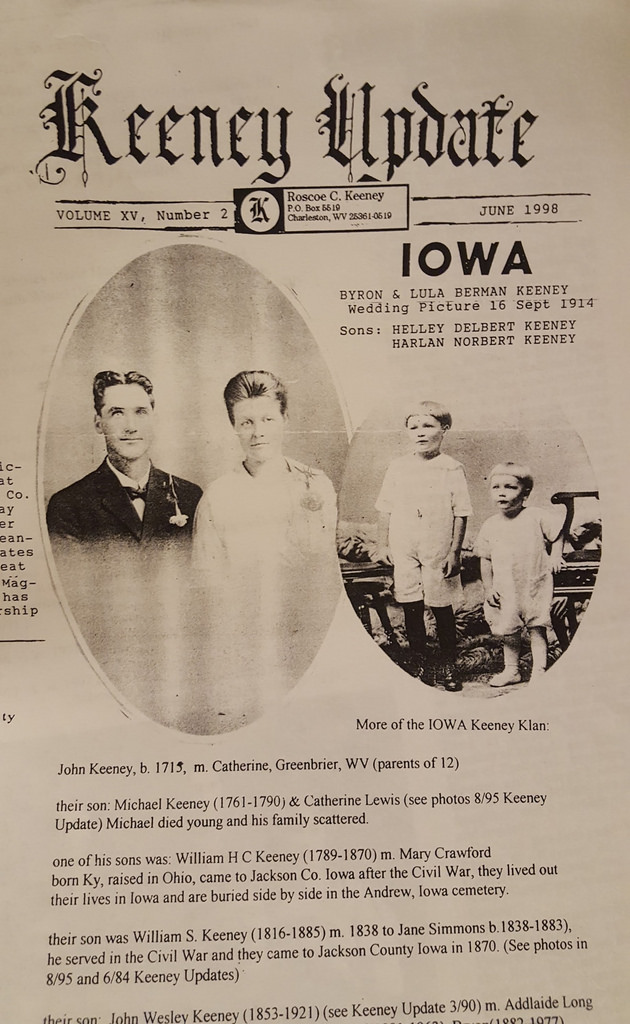 Keeney Update
VOLUME XV, Number 2
K
Roscoe C. Keeney
P.O. Box 5519
Charleston, WV 25361-0519
JUNE 1998
IOWA
BYRON & LULA BERMAN KEENEY
Wedding Picture 16 Sept 1914
Sons: HELLEY DELBERT KEENEY
HARLAN NORBERT KEENEY
ic-
at
Co.
ay
er
ean-
ates
eat
Mag-
has
rship
ty
More of the IOWA Keeney Klan:
John Keeney, b. 1715, m. Catherine, Greenbrier, WV (parents of 12)
their son: Michael Keeney (1761-1790) & Catherine Lewis (see photos 8/95 Keeney
Update) Michael died young and his family scattered.
one of his sons was: William H C Keeney (1789-1870) m. Mary Crawford
born Ky, raised in Ohio, came to Jackson Co. Iowa after the Civil War, they lived out
their lives in Iowa and are buried side by side in the Andrew, Iowa cemetery.
their son was William S. Keeney (1816-1885) m. 1838 to Jane Simmons b.1838-1883),
he served in the Civil War and they came to Jackson County Iowa in 1870. (See photos in
8/95 and 6/84 Keeney Updates)
their son: John Wesley Keeney (1853-1921) (see Keeney Update 3/90) m. Addlaide Long